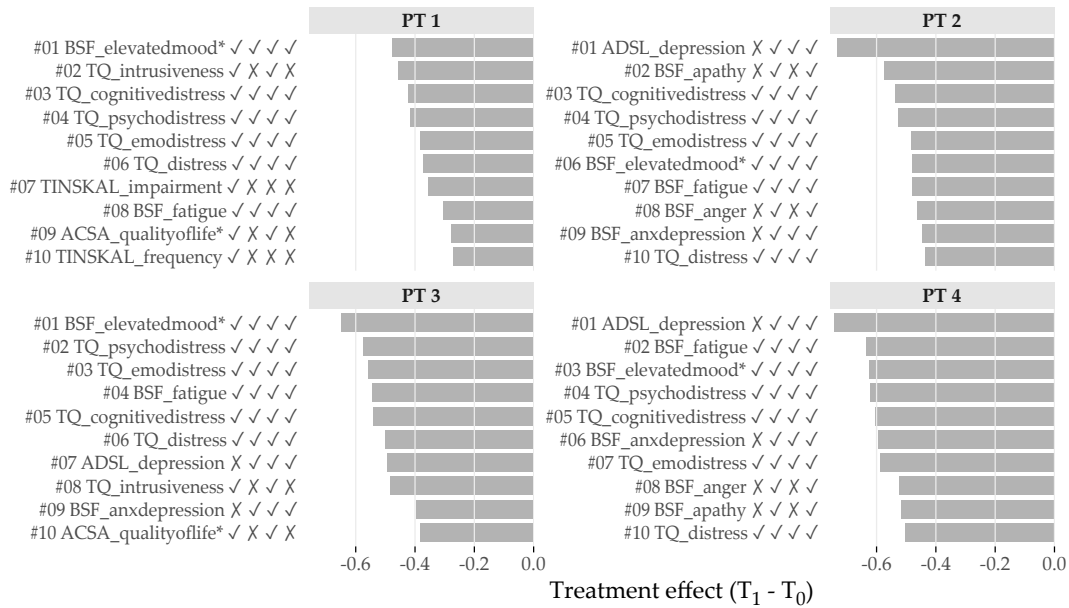 PT 1
#01 BSF_elevatedmood* ✓ ✓ ✓ ✓
#02 TQ_intrusiveness ✓ ✗ ✓ ✗
#03 TQ_cognitivedistress ✓ ✓ ✓ ✓
#04 TQ_psychodistress ✓ ✓ ✓ ✓
#05 TQ_emodistress ✓ ✓ ✓ ✓
#06 TQ_distress ✓ ✓ ✓ ✓
#07 TINSKAL_impairment ✓ ✗ ✗ ✗
#08 BSF_fatigue ✓ ✓ ✓ ✓
#09 ACSA_qualityoflife* ✓ ✗ ✓ ✗
#10 TINSKAL_frequency ✓ ✗ ✗ ✗
PT 2
#01 ADSL_depression ✗ ✓ ✓ ✓
#02 BSF_apathy ✗ ✓ ✗ ✓
#03 TQ_cognitivedistress ✓ ✓ ✓ ✓
#04 TQ_psychodistress ✓ ✓ ✓ ✓
#05 TQ_emodistress ✓ ✓ ✓ ✓
#06 BSF_elevatedmood* ✓ ✓ ✓ ✓
#07 BSF_fatigue ✓ ✓ ✓ ✓
#08 BSF_anger ✗ ✓ ✗ ✓
#09 BSF_anxdepression ✗ ✓ ✓ ✓
#10 TQ_distress ✓ ✓ ✓ ✓
PT 3
#01 BSF_elevatedmood* ✓ ✓ ✓ ✓
#02 TQ_psychodistress ✓ ✓ ✓ ✓
#03 TQ_emodistress ✓ ✓ ✓ ✓
#04 BSF_fatigue ✓ ✓ ✓ ✓
#05 TQ_cognitivedistress ✓ ✓ ✓ ✓
#06 TQ_distress ✓ ✓ ✓ ✓
#07 ADSL_depression ✗ ✓ ✓ ✓
#08 TQ_intrusiveness ✓ ✗ ✓ ✗
#09 BSF_anxdepression ✗ ✓ ✓ ✓
#10 ACSA_qualityoflife* ✓ ✗ ✓ ✗
-0.6 -0.4 -0.2 0.0
PT 4
#01 ADSL_depression ✗ ✓ ✓ ✓
#02 BSF_fatigue ✓ ✓ ✓ ✓
#03 BSF_elevatedmood* ✓ ✓ ✓ ✓
#04 TQ_psychodistress ✓ ✓ ✓ ✓
#05 TQ_cognitivedistress ✓ ✓ ✓ ✓
#06 BSF_anxdepression ✗ ✓ ✓ ✓
#07 TQ_emodistress ✓ ✓ ✓ ✓
#08 BSF_anger ✗ ✓ ✗ ✓
#09 BSF_apathy ✗ ✓ ✗ ✓
#10 TQ_distress ✓ ✓ ✓ ✓
-0.6 -0.4 -0.2 0.0
Treatment effect (T₁ - T₀)